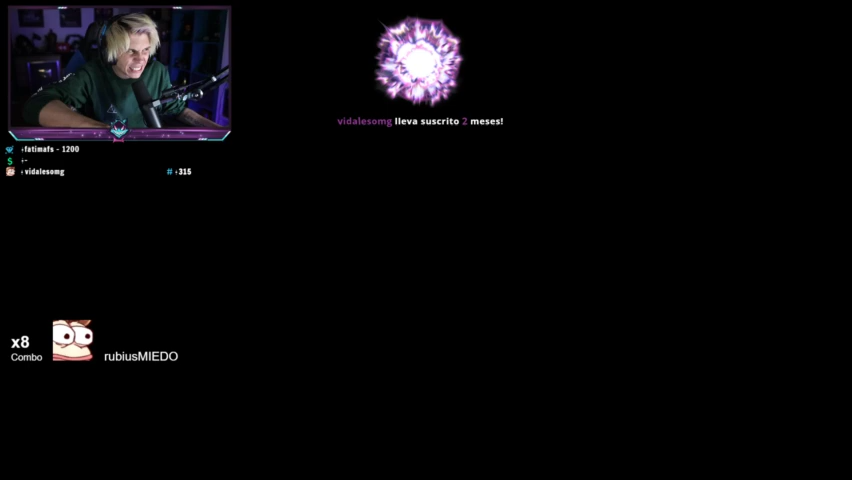 vidalesomg lleva suscrito 2 meses!
fatimafs - 1200
-
vidalesomg
# 315
x8
Combo
rubiusMIEDO